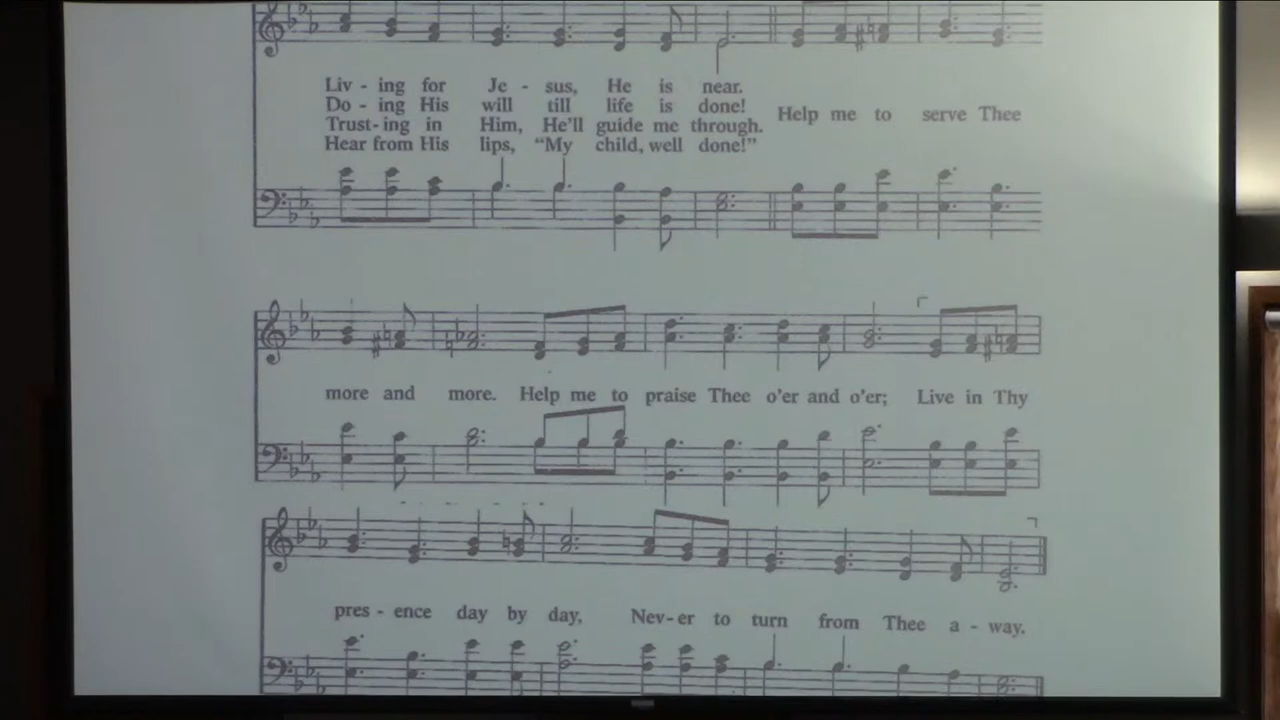 Liv - ing for Je - sus, He is near.
Do - ing His will till life is done!
Trust- ing in Him, He'll guide me through.
Hear from His lips, “My child, well done!”
Help me to serve Thee
more and more. Help me to praise Thee o'er and o'er; Live in Thy
pres - ence day by day, Nev- er to turn from Thee a - way.